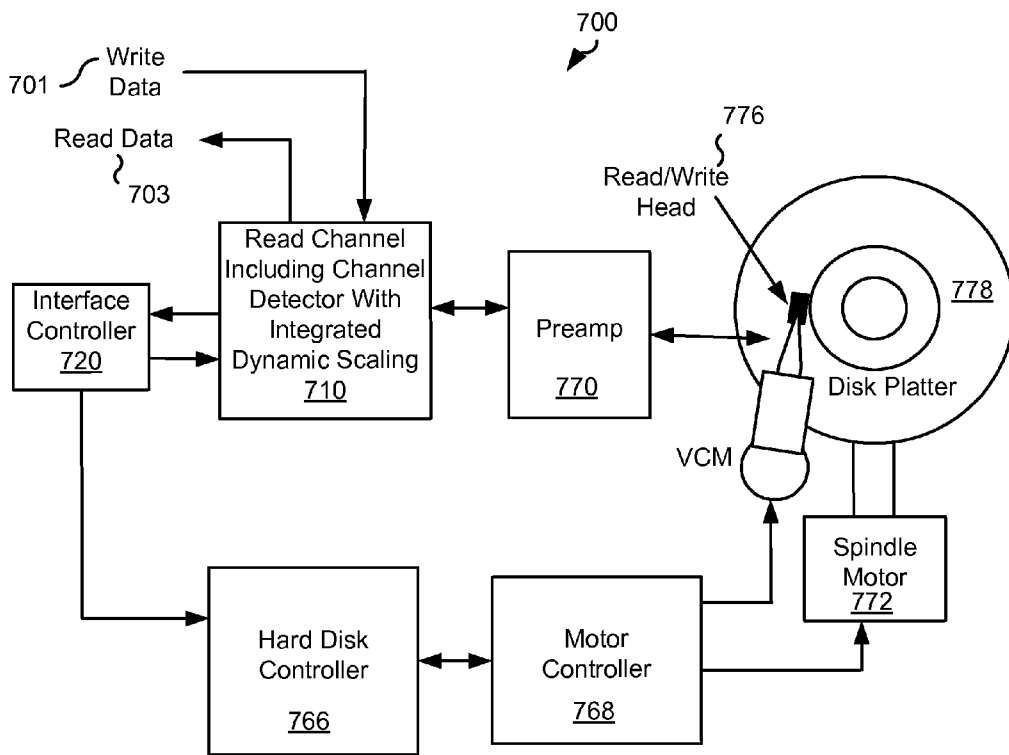 700
701
Write
Data
Read Data
703
776
Read/Write
Head
Read Channel
Including Channel
Detector With
Integrated
Dynamic Scaling
710
Interface
Controller
720
Preamp
770
778
Disk Platter
VCM
Spindle
Motor
772
Hard Disk
Controller
766
Motor
Controller
768